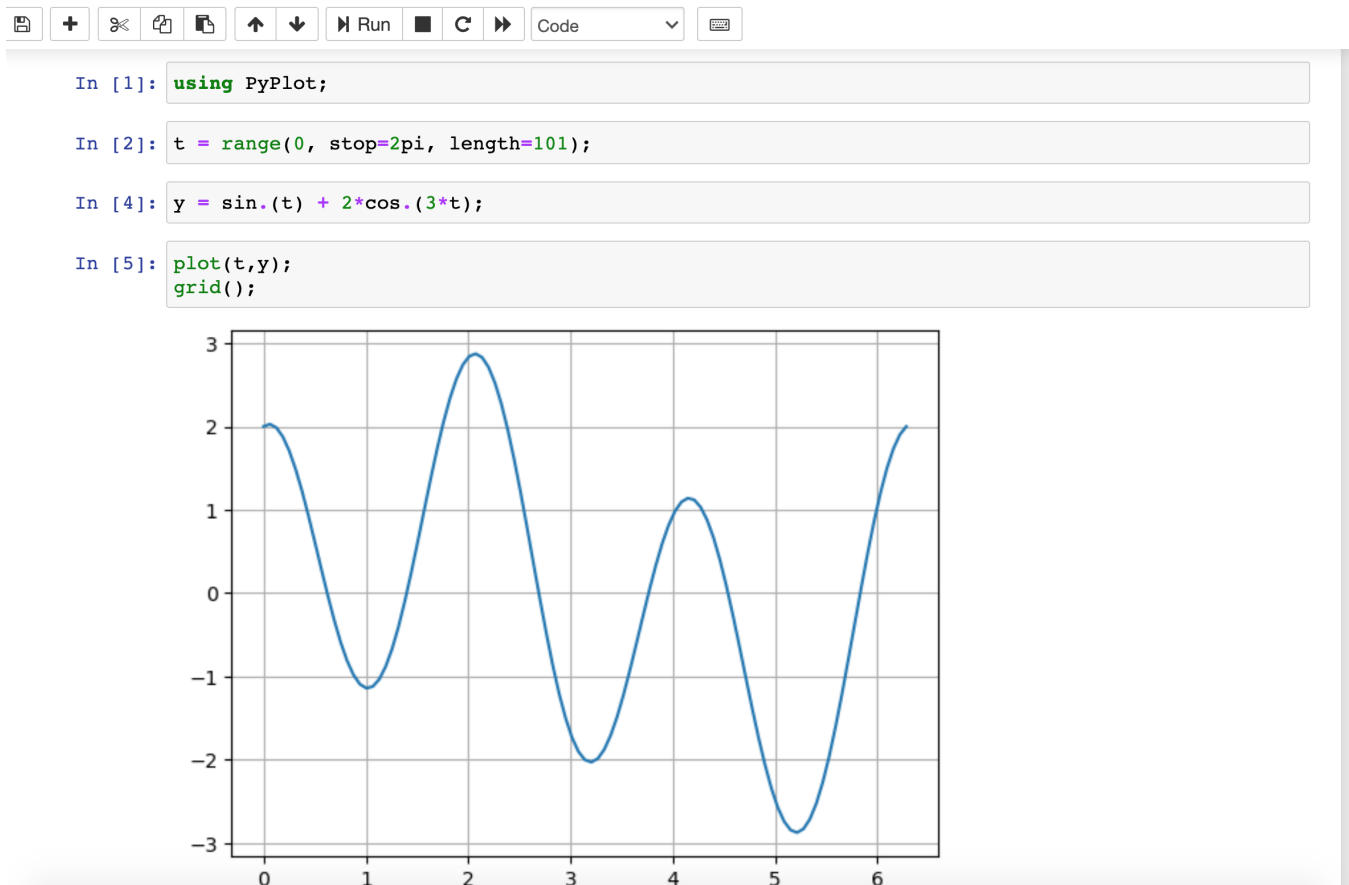 Run Code
In [1]: using PyPlot;
In [2]: t = range(0, stop=2pi, length=101);
In [4]: y = sin.(t) + 2*cos.(3*t);
In [5]: plot(t,y);
grid();
3
2
1
0
−1
−2
−3
0 1 2 3 4 5 6